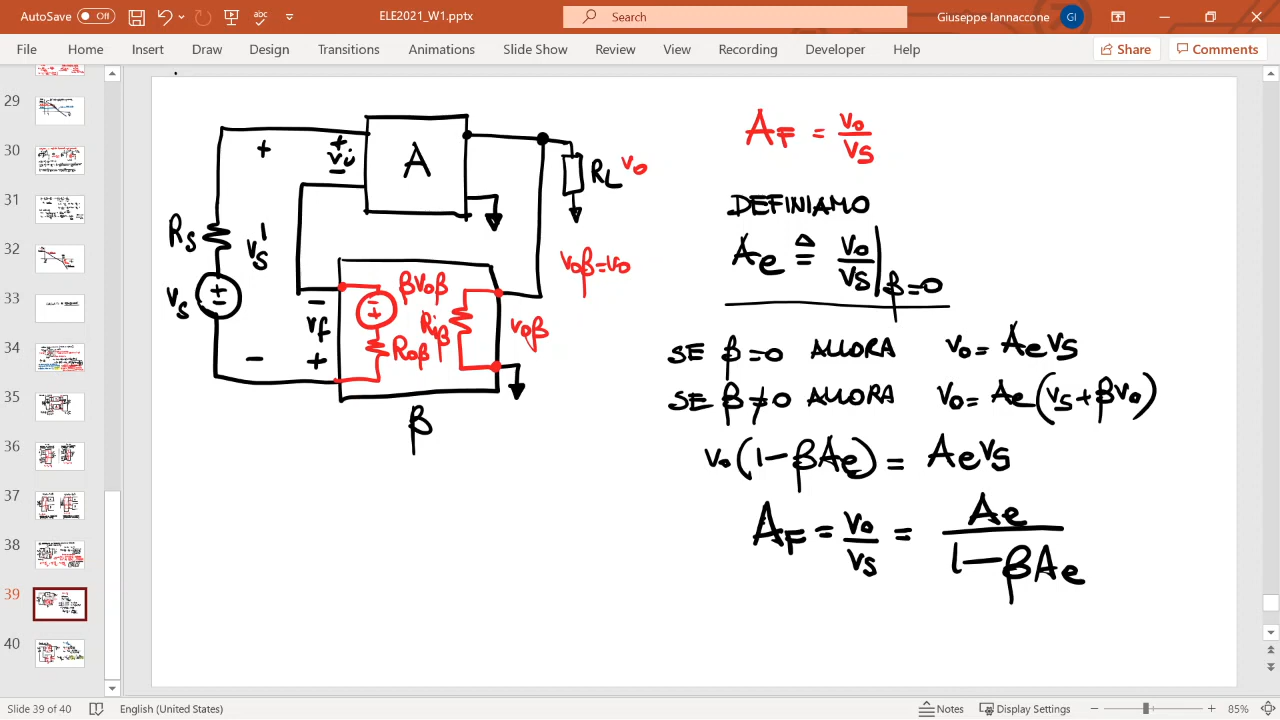 AutoSave Off
ELE2021_W1.pptx
Search
Giuseppe Iannaccone
GI
File Home Insert Draw Design Slide Show Transitions Animations Review View Recording Developer Help
Share
Comments
29
30
31
32
33
34
35
36
37
38
39
40
A
+
vi
−
+
RL vo
Rs
vs'
vs
+
−
−
vf
+
βvoβ
−
+
Roβ
Riβ
voβ
voβ=vo
β
AF = vo/vs
DEFINIAMO
Ae ≜ vo/vs |β=0
SE β=0 ALLORA vo= Aevs
SE β≠0 ALLORA vo= Ae(vs+βvo)
vo(1−βAe) = Aevs
AF = vo/vs = Ae/(1−βAe)
Slide 39 of 40
English (United States)
Notes
Display Settings
85%